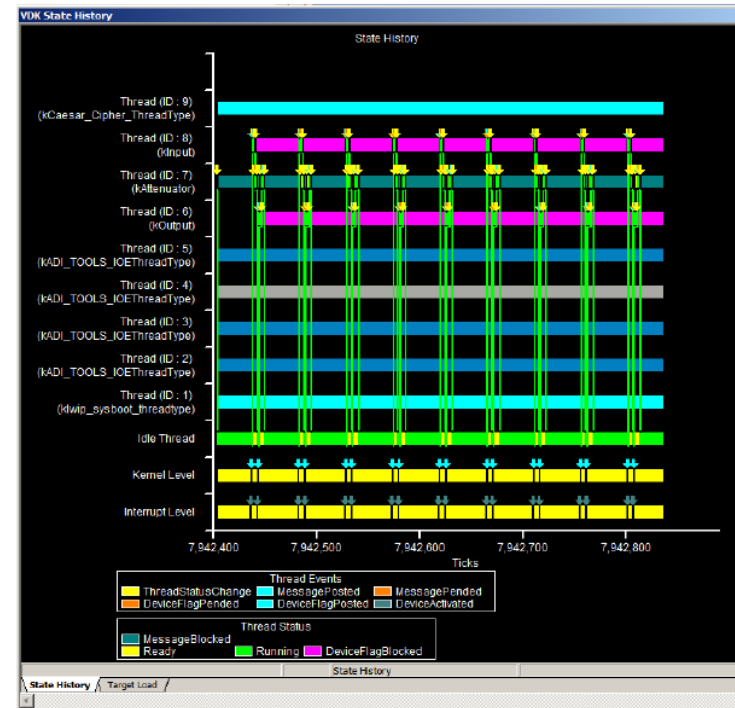 VDK State History
State History
Thread (ID : 9)
(kCaesar_Cipher_ThreadType)
Thread (ID : 8)
(kInput)
Thread (ID : 7)
(kAttenuator)
Thread (ID : 6)
(kOutput)
Thread (ID : 5)
(kADI_TOOLS_IOEThreadType)
Thread (ID : 4)
(kADI_TOOLS_IOEThreadType)
Thread (ID : 3)
(kADI_TOOLS_IOEThreadType)
Thread (ID : 2)
(kADI_TOOLS_IOEThreadType)
Thread (ID : 1)
(klwip_sysboot_threadtype)
Idle Thread
Kernel Level
Interrupt Level
7,942,400 7,942,500 7,942,600 7,942,700 7,942,800
Ticks
Thread Events
ThreadStatusChange MessagePosted MessagePended
DeviceFlagPended DeviceFlagPosted DeviceActivated
Thread Status
MessageBlocked
Ready Running DeviceFlagBlocked
State History
State History Target Load